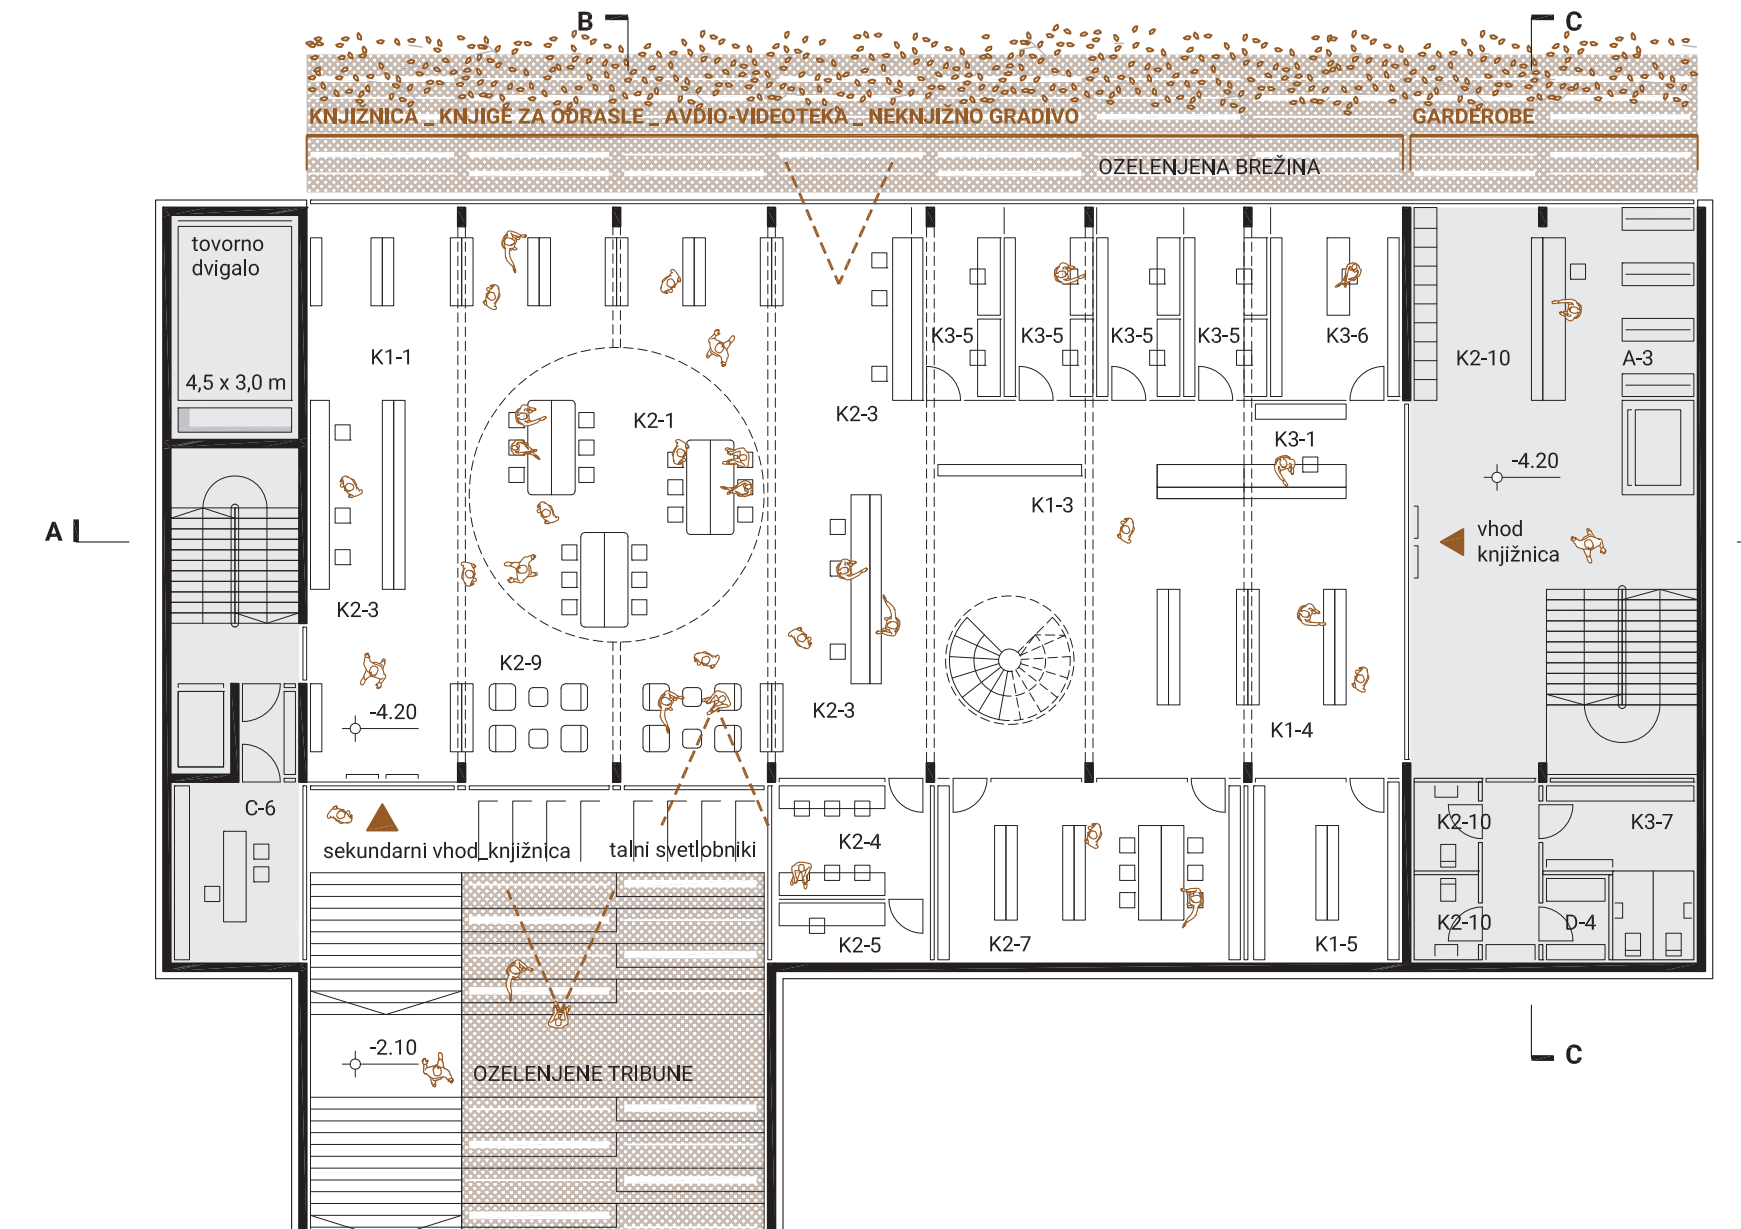 B
C
KNJIŽNICA _ KNJIGE ZA ODRASLE _ AVDIO-VIDEOTEKA _ NEKNJIŽNO GRADIVO
GARDEROBE
OZELENJENA BREŽINA
tovorno
dvigalo
4,5 x 3,0 m
K1-1
K2-1
K2-3
K3-5
K3-5
K3-5
K3-5
K3-6
K2-10
A-3
K3-1
K1-3
-4.20
A
vhod
knjižnica
K2-3
K2-9
-4.20
K2-3
K1-4
C-6
sekundarni vhod_knjižnica
talni svetlobniki
K2-4
K2-5
K2-7
K1-5
K2-10
K3-7
K2-10
D-4
-2.10
OZELENJENE TRIBUNE
C